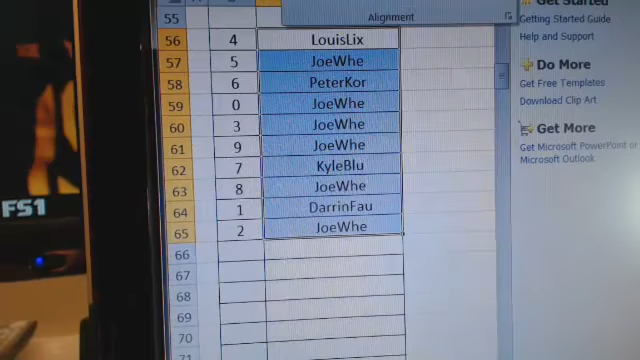 Alignment
55
56 4 LouisLix
57 5 JoeWhe
58 6 PeterKor
59 0 JoeWhe
60 3 JoeWhe
61 9 JoeWhe
62 7 KyleBlu
63 8 JoeWhe
64 1 DarrinFau
65 2 JoeWhe
66
67
68
69
70
71
Get Started
Getting Started Guide
Help and Support
Do More
Get Free Templates
Download Clip Art
Get More
Get Microsoft PowerPoint or
Microsoft Outlook
FS1